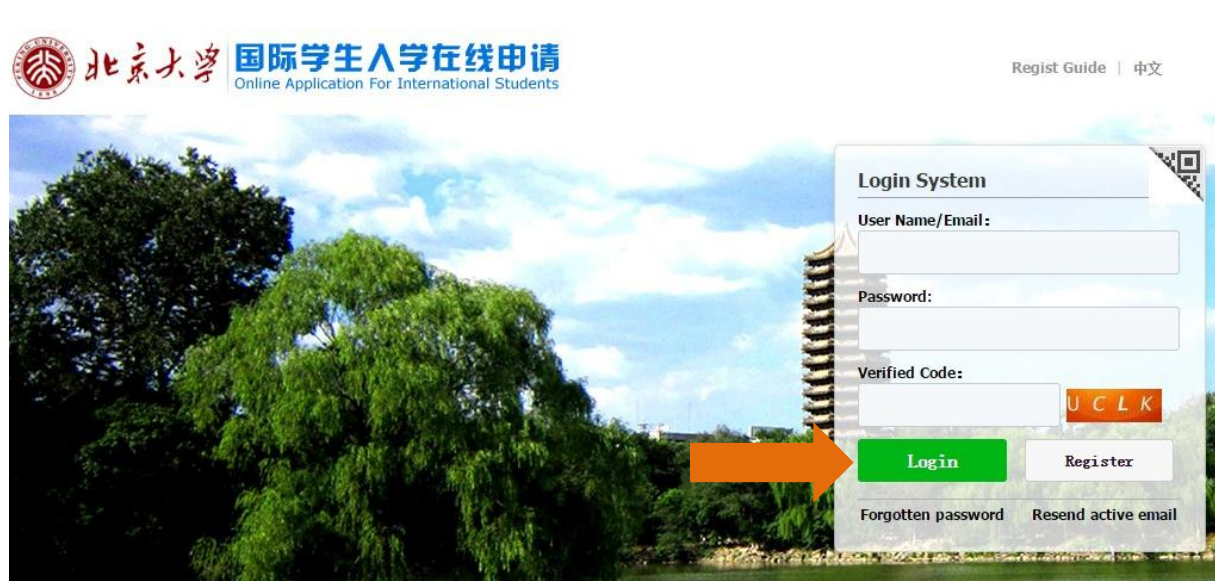 北京大学
国际学生入学在线申请
Online Application For International Students
Regist Guide | 中文
Login System
User Name/Email:
Password:
Verified Code:
U C L K
Login
Register
Forgotten password
Resend active email